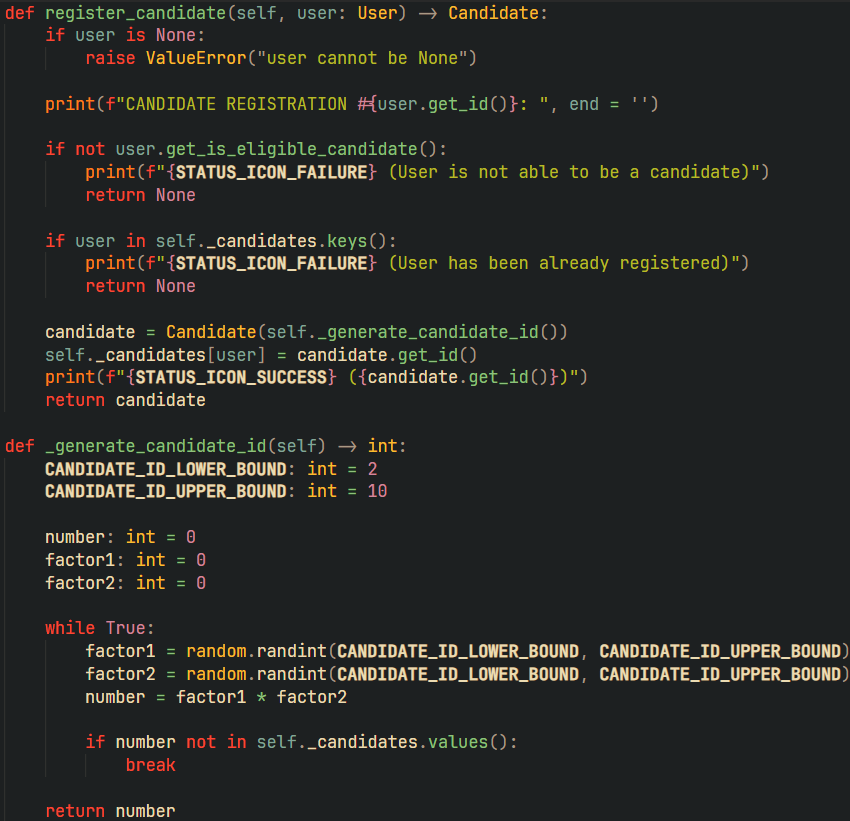 def register_candidate(self, user: User) -> Candidate:
    if user is None:
        raise ValueError("user cannot be None")

    print(f"CANDIDATE REGISTRATION #{user.get_id()}: ", end = '')

    if not user.get_is_eligible_candidate():
        print(f"{STATUS_ICON_FAILURE} (User is not able to be a candidate)")
        return None

    if user in self._candidates.keys():
        print(f"{STATUS_ICON_FAILURE} (User has been already registered)")
        return None

    candidate = Candidate(self._generate_candidate_id())
    self._candidates[user] = candidate.get_id()
    print(f"{STATUS_ICON_SUCCESS} ({candidate.get_id()})")
    return candidate

def _generate_candidate_id(self) -> int:
    CANDIDATE_ID_LOWER_BOUND: int = 2
    CANDIDATE_ID_UPPER_BOUND: int = 10

    number: int = 0
    factor1: int = 0
    factor2: int = 0

    while True:
        factor1 = random.randint(CANDIDATE_ID_LOWER_BOUND, CANDIDATE_ID_UPPER_BOUND)
        factor2 = random.randint(CANDIDATE_ID_LOWER_BOUND, CANDIDATE_ID_UPPER_BOUND)
        number = factor1 * factor2

        if number not in self._candidates.values():
            break

    return number